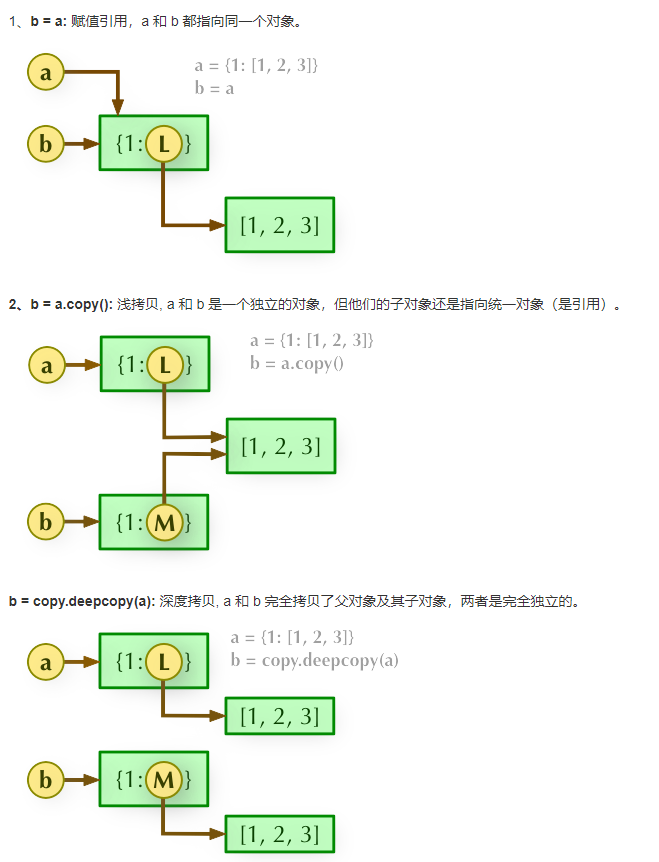 1、b = a: 赋值引用，a 和 b 都指向同一个对象。
a
a = {1: [1, 2, 3]}
b = a
b
{1: L }
[1, 2, 3]
2、b = a.copy(): 浅拷贝, a 和 b 是一个独立的对象，但他们的子对象还是指向统一对象（是引用）。
a = {1: [1, 2, 3]}
b = a.copy()
a
{1: L }
[1, 2, 3]
b
{1: M }
b = copy.deepcopy(a): 深度拷贝, a 和 b 完全拷贝了父对象及其子对象，两者是完全独立的。
a = {1: [1, 2, 3]}
b = copy.deepcopy(a)
a
{1: L }
[1, 2, 3]
b
{1: M }
[1, 2, 3]